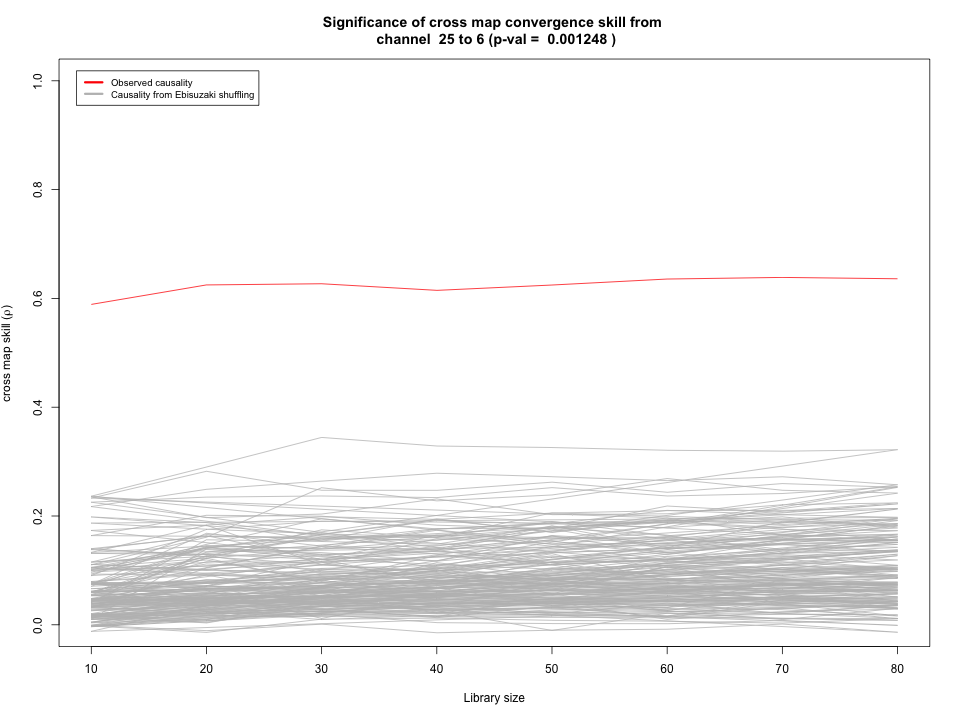 Significance of cross map convergence skill from
channel  25 to 6 (p-val =  0.001248 )
Observed causality
Causality from Ebisuzaki shuffling
cross map skill (ρ)
1.0
0.8
0.6
0.4
0.2
0.0
10 20 30 40 50 60 70 80
Library size